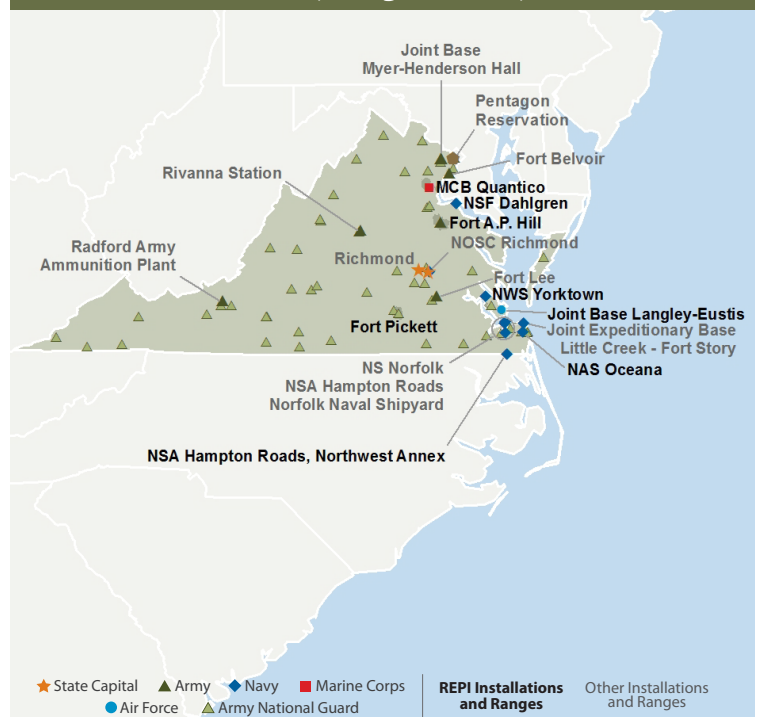 Joint Base
Myer-Henderson Hall
Pentagon
Reservation
Fort Belvoir
Rivanna Station
MCB Quantico
NSF Dahlgren
Fort A.P. Hill
NOSC Richmond
Richmond
Radford Army
Ammunition Plant
Fort Lee
NWS Yorktown
Joint Base Langley-Eustis
Fort Pickett
Joint Expeditionary Base
Little Creek - Fort Story
NS Norfolk
NSA Hampton Roads
Norfolk Naval Shipyard
NAS Oceana
NSA Hampton Roads, Northwest Annex
State Capital
Army
Navy
Marine Corps
Air Force
Army National Guard
REPI Installations
and Ranges
Other Installations
and Ranges